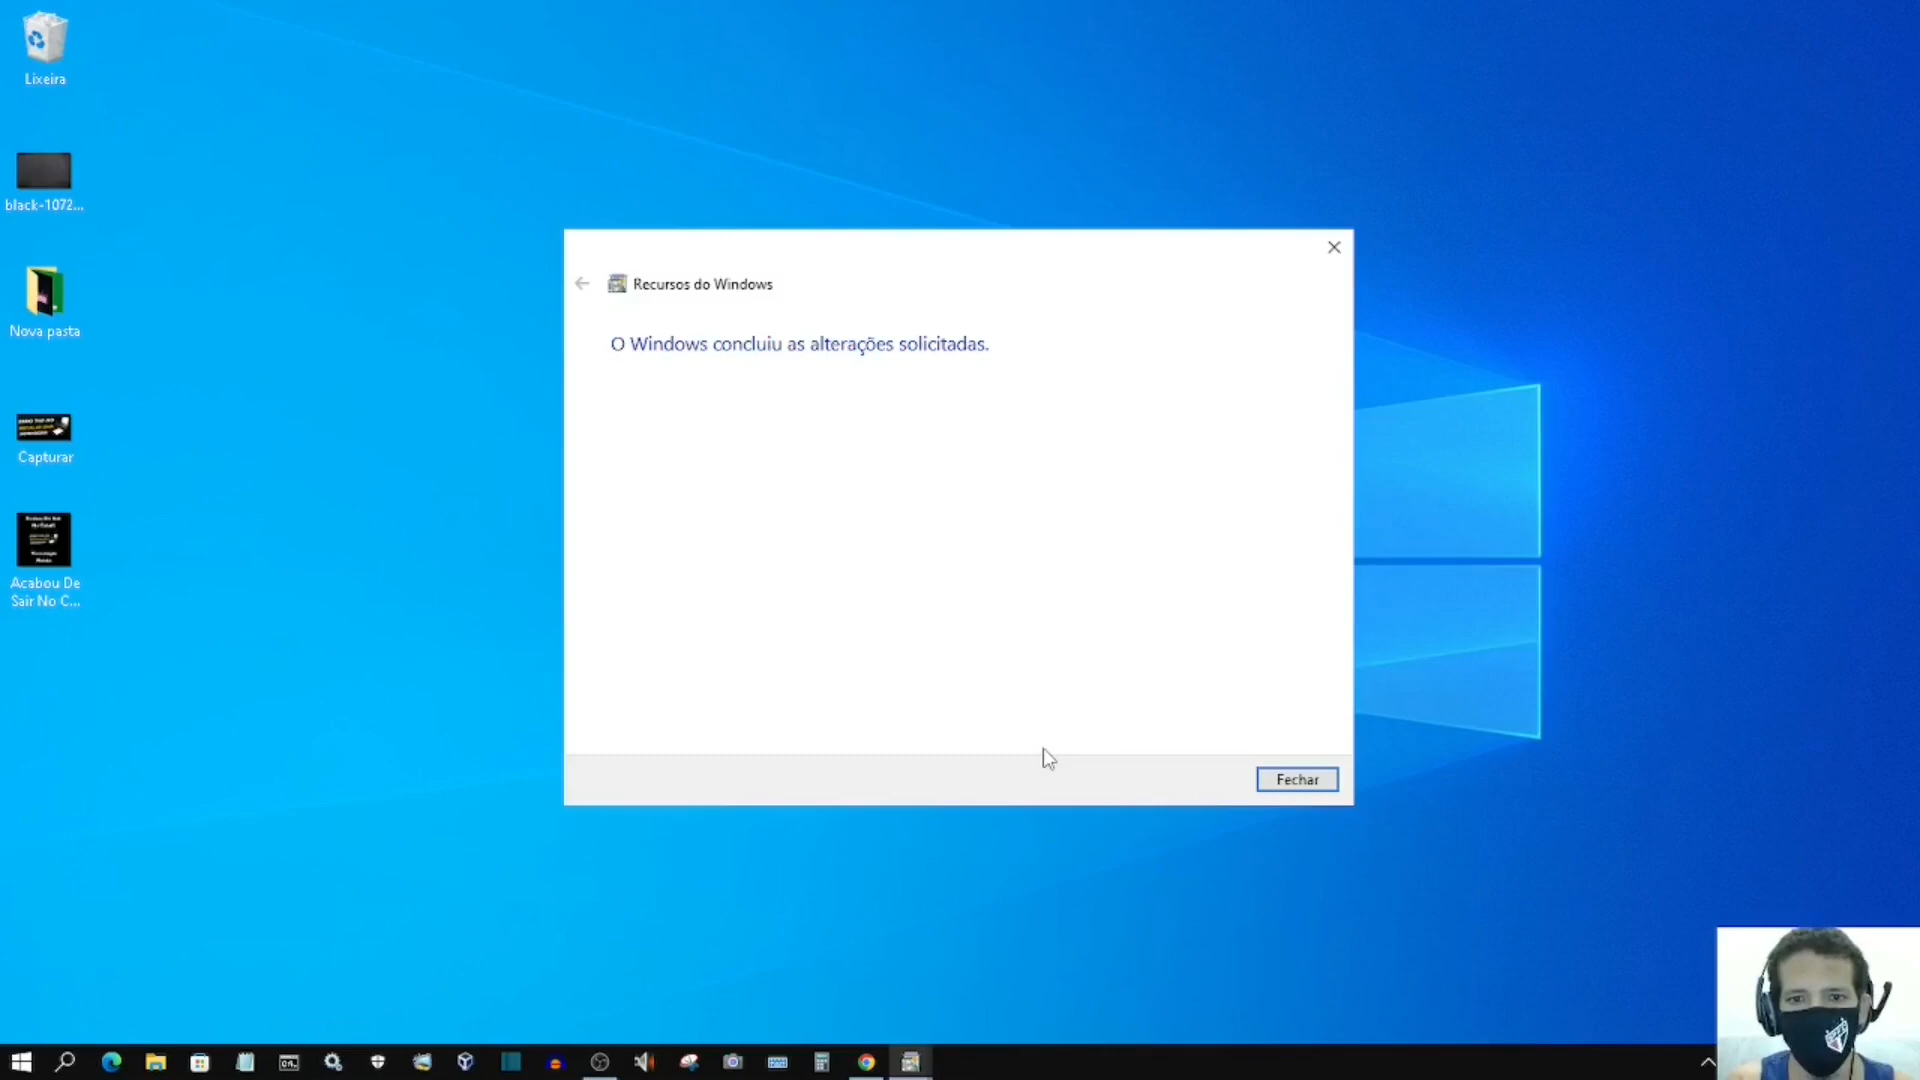 Lixeira
black-1072...
Nova pasta
Capturar
Acabou De
Sair No C...
Recursos do Windows
O Windows concluiu as alterações solicitadas.
Fechar